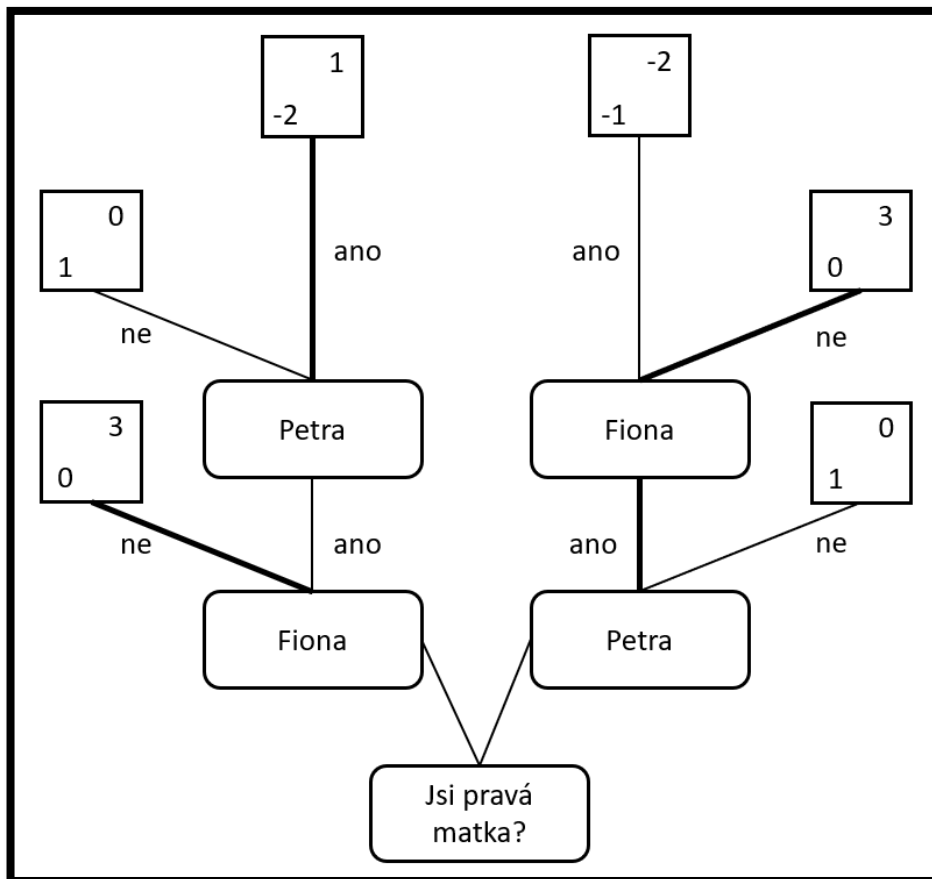 1
-2
-2
-1
0
1
ano
ano
3
0
ne
ne
Petra
Fiona
3
0
0
1
ne
ano
ano
ne
Fiona
Petra
Jsi pravá
matka?